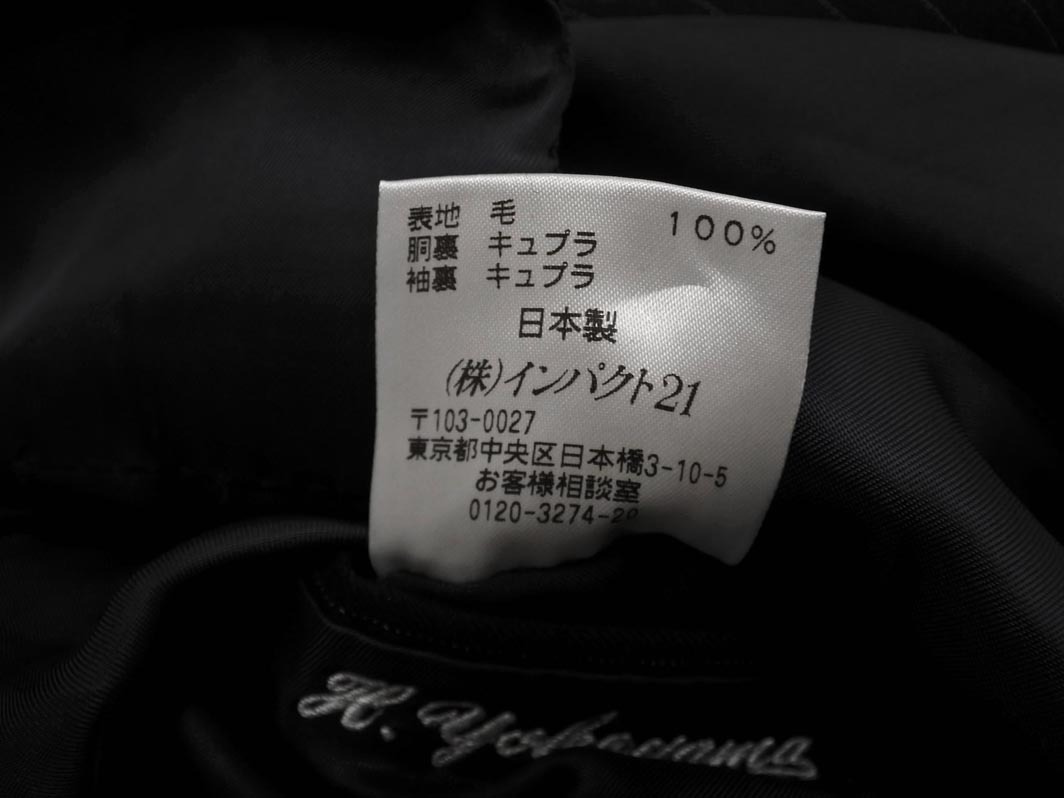 表地 毛 100%
胴裏 キュプラ
袖裏 キュプラ
日本製
(株)インパクト21
〒103-0027
東京都中央区日本橋3-10-5
お客様相談室
0120-3274-29
H.